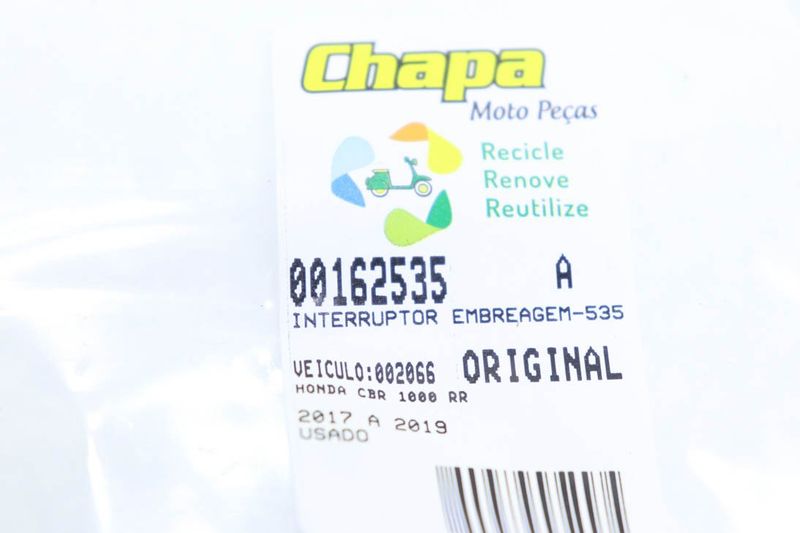 Chapa
Moto Peças
Recicle
Renove
Reutilize
00162535 A
INTERRUPTOR EMBREAGEM-535
VEICULO:002066 ORIGINAL
HONDA CBR 1000 RR
2017 A 2019
USADO